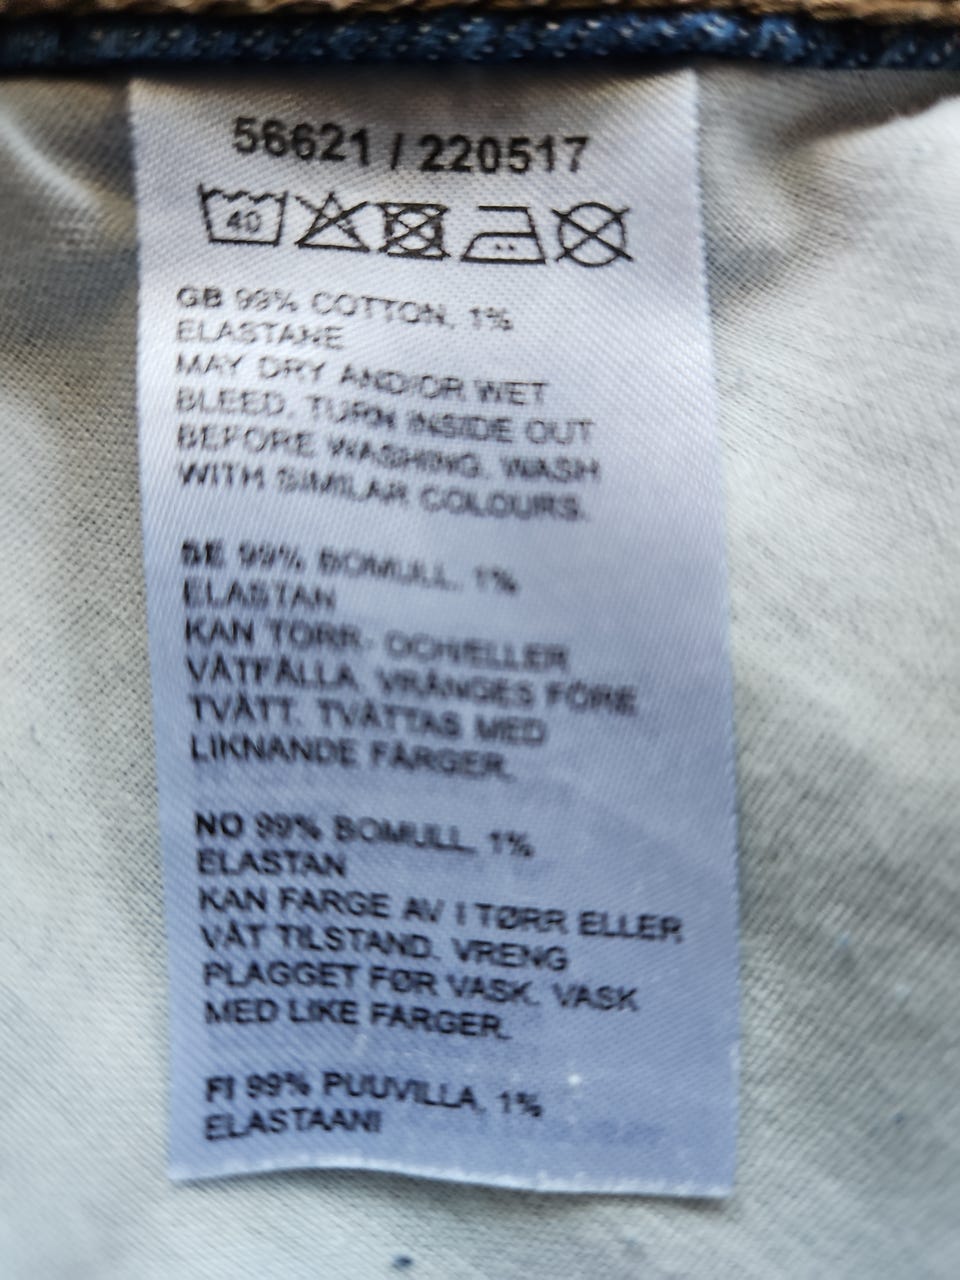 56621 / 220517
40
GB 99% COTTON, 1%
ELASTANE
MAY DRY AND/OR WET
BLEED. TURN INSIDE OUT
BEFORE WASHING. WASH
WITH SIMILAR COLOURS.
SE 99% BOMULL, 1%
ELASTAN
KAN TORR- OCH/ELLER
VÅTFÄLLA. VRÄNGES FÖRE
TVÄTT. TVÄTTAS MED
LIKNANDE FÄRGER.
NO 99% BOMULL, 1%
ELASTAN
KAN FARGE AV I TØRR ELLER
VÅT TILSTAND. VRENG
PLAGGET FØR VASK. VASK
MED LIKE FARGER.
FI 99% PUUVILLA, 1%
ELASTAANI